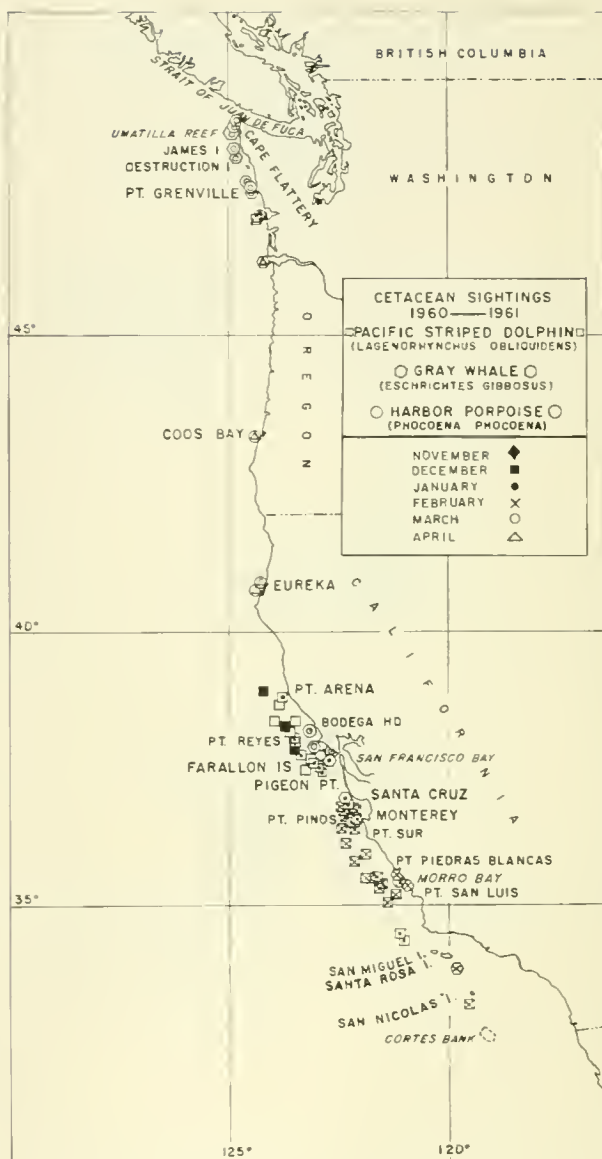 BRITISH COLUMBIA
STRAIT OF JUAN DE FUCA
UMATILLA REEF
CAPE FLATTERY
JAMES I
DESTRUCTION I
WASHINGTON
PT. GRENVILLE
CETACEAN SIGHTINGS
1960——1961
PACIFIC STRIPED DOLPHIN
(LAGENORHYNCHUS OBLIQUIDENS)
GRAY WHALE
(ESCHRICHTES GIBBOSUS)
HARBOR PORPOISE
(PHOCOENA PHOCOENA)
NOVEMBER
DECEMBER
JANUARY
FEBRUARY
MARCH
APRIL
45°
OREGON
COOS BAY
EUREKA
CALIFORNIA
40°
PT. ARENA
BODEGA HD
PT. REYES
SAN FRANCISCO BAY
FARALLON IS
PIGEON PT.
SANTA CRUZ
PT. PINOS
MONTEREY
PT. SUR
PT PIEDRAS BLANCAS
MORRO BAY
PT. SAN LUIS
35°
SAN MIGUEL I.
SANTA ROSA I.
SAN NICOLAS I.
CORTES BANK
125°
120°